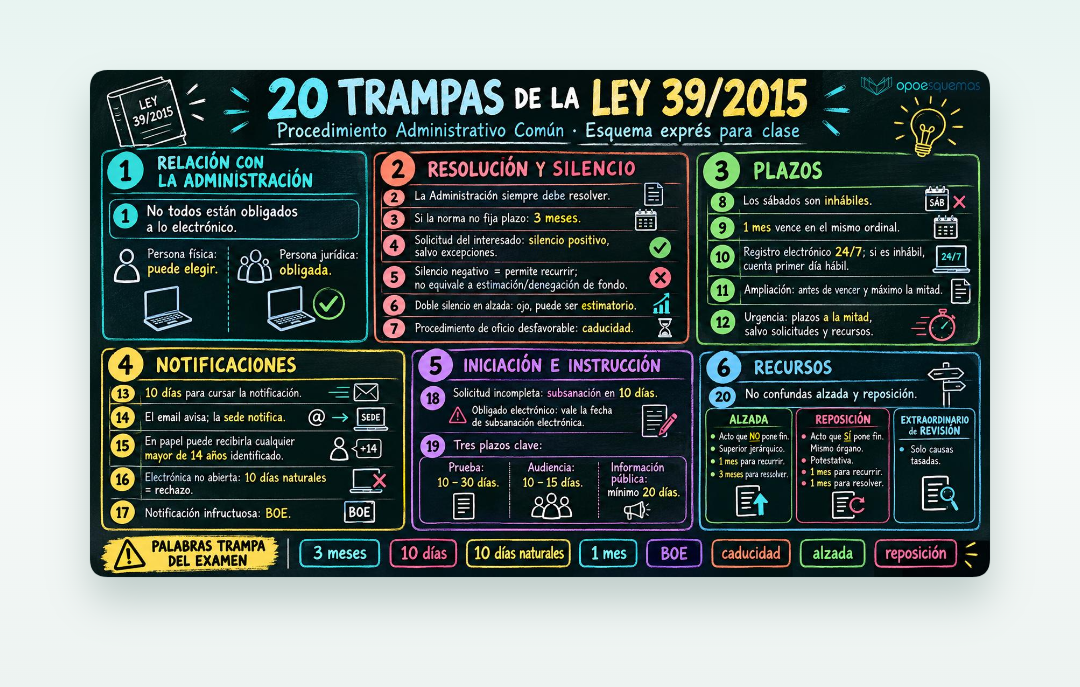 LEY
39/2015
20 TRAMPAS DE LA LEY 39/2015
Procedimiento Administrativo Común · Esquema exprés para clase
opoesquemas
1 RELACIÓN CON
LA ADMINISTRACIÓN
1 No todos están obligados
a lo electrónico.
Persona física:
puede elegir.
Persona jurídica:
obligada.
2 RESOLUCIÓN Y SILENCIO
2 La Administración siempre debe resolver.
3 Si la norma no fija plazo: 3 meses.
4 Solicitud del interesado: silencio positivo,
salvo excepciones.
5 Silencio negativo = permite recurrir;
no equivale a estimación/denegación de fondo.
6 Doble silencio en alzada: ojo, puede ser estimatorio.
7 Procedimiento de oficio desfavorable: caducidad.
3 PLAZOS
8 Los sábados son inhábiles.
SÁB
9 1 mes vence en el mismo ordinal.
10 Registro electrónico 24/7; si es inhábil,
cuenta primer día hábil.
24/7
11 Ampliación: antes de vencer y máximo la mitad.
12 Urgencia: plazos a la mitad,
salvo solicitudes y recursos.
4 NOTIFICACIONES
13 10 días para cursar la notificación.
14 El email avisa; la sede notifica.
@ → SEDE
15 En papel puede recibirla cualquier
mayor de 14 años identificado.
+14
16 Electrónica no abierta: 10 días naturales
= rechazo.
17 Notificación infructuosa: BOE.
BOE
5 INICIACIÓN E INSTRUCCIÓN
18 Solicitud incompleta: subsanación en 10 días.
Obligado electrónico: vale la fecha
de subsanación electrónica.
19 Tres plazos clave:
Prueba:
10 – 30 días.
Audiencia:
10 – 15 días.
Información
pública:
mínimo 20 días.
6 RECURSOS
20 No confundas alzada y reposición.
ALZADA
• Acto que NO pone fin.
• Superior jerárquico.
• 1 mes para recurrir.
• 3 meses para ressolver.
REPOSICIÓN
• Acto que SÍ pone fin.
Mismo órgano.
• Potestativa.
• 1 mes para recurrir.
• 1 mes para resolver.
EXTRAORDINARIO
de REVISIÓN
• Solo causas
tasadas.
PALABRAS TRAMPA
DEL EXAMEN
3 meses
10 días
10 días naturales
1 mes
BOE
caducidad
alzada
reposición